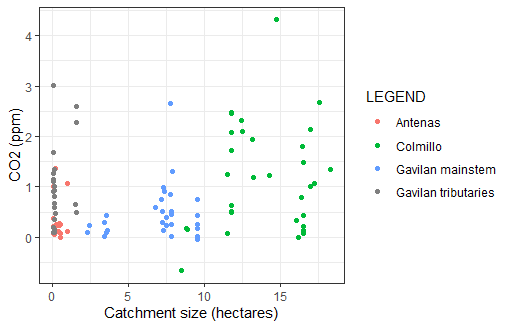 4
3
2
1
0
CO2 (ppm)
0
5
10
15
Catchment size (hectares)
LEGEND
Antenas
Colmillo
Gavilan mainstem
Gavilan tributaries